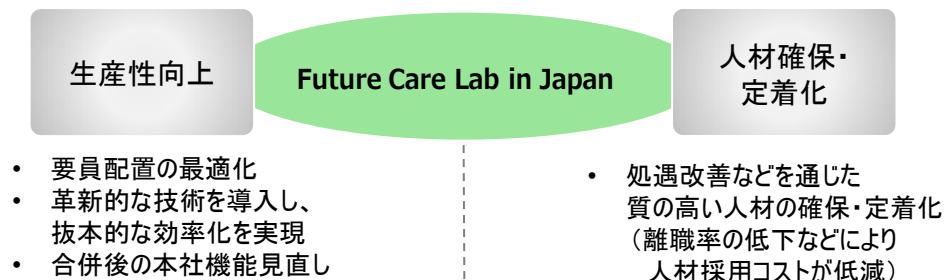 生産性向上
Future Care Lab in Japan
人材確保・
定着化
• 要員配置の最適化
• 革新的な技術を導入し、
抜本的な効率化を実現
• 合併後の本社機能見直し
• 処遇改善などを通じた
質の高い人材の確保・定着化
（離職率の低下などにより
人材採用コストが低減）